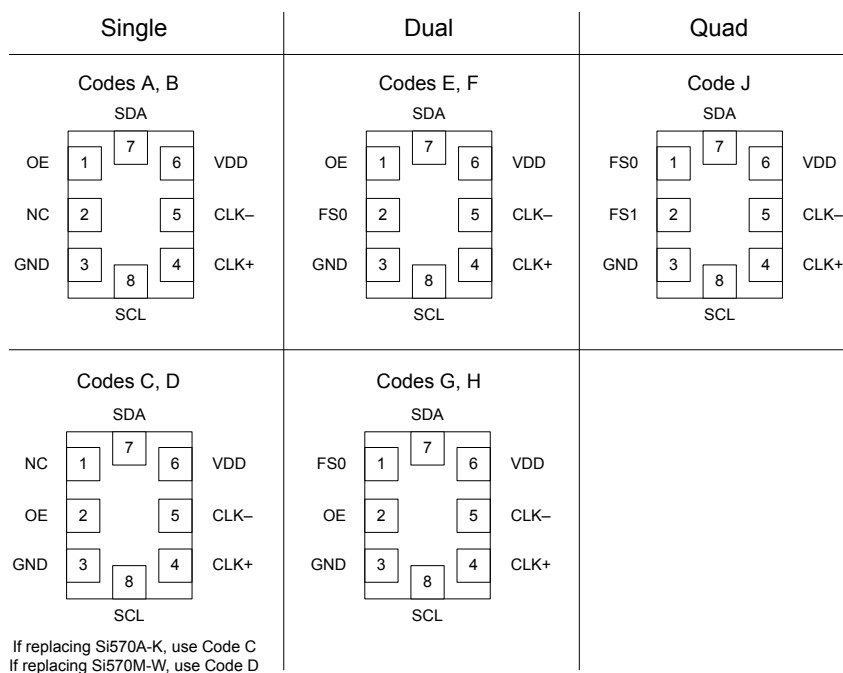 Single
Dual
Quad
Codes A, B
SDA
7
OE 1 6 VDD
NC 2 5 CLK–
GND 3 4 CLK+
8
SCL
Codes E, F
SDA
7
OE 1 6 VDD
FS0 2 5 CLK–
GND 3 4 CLK+
8
SCL
Code J
SDA
7
FS0 1 6 VDD
FS1 2 5 CLK–
GND 3 4 CLK+
8
SCL
Codes C, D
SDA
7
NC 1 6 VDD
OE 2 5 CLK–
GND 3 4 CLK+
8
SCL
If replacing Si570A-K, use Code C
If replacing Si570M-W, use Code D
Codes G, H
SDA
7
FS0 1 6 VDD
OE 2 5 CLK–
GND 3 4 CLK+
8
SCL